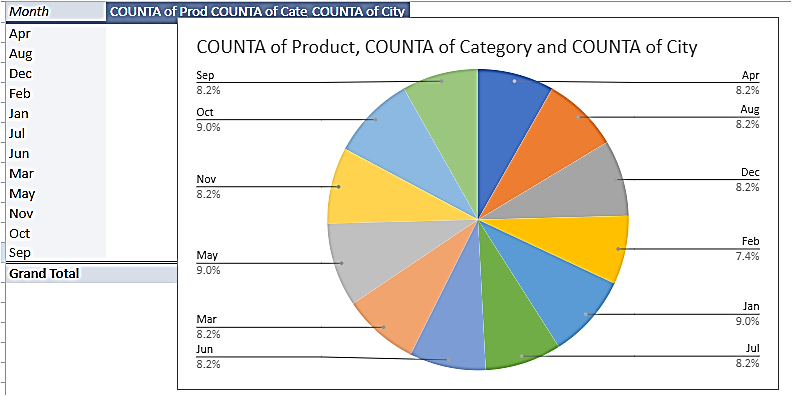 Month COUNTA of Prod COUNTA of Cate COUNTA of City
Apr
Aug
Dec
Feb
Jan
Jul
Jun
Mar
May
Nov
Oct
Sep
Grand Total
COUNTA of Product, COUNTA of Category and COUNTA of City
Sep
8.2%
Oct
9.0%
Nov
8.2%
May
9.0%
Mar
8.2%
Jun
8.2%
Apr
8.2%
Aug
8.2%
Dec
8.2%
Feb
7.4%
Jan
9.0%
Jul
8.2%